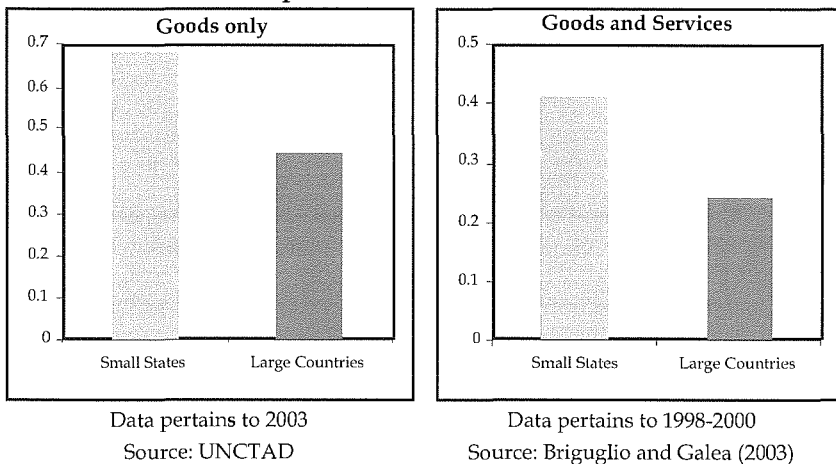 Goods only
0.7
0.6
0.5
0.4
0.3
0.2
0.1
0
Small States
Large Countries
Data pertains to 2003
Source: UNCTAD
Goods and Services
0.5
0.4
0.3
0.2
0.1
0
Small States
Large Countries
Data pertains to 1998-2000
Source: Briguglio and Galea (2003)